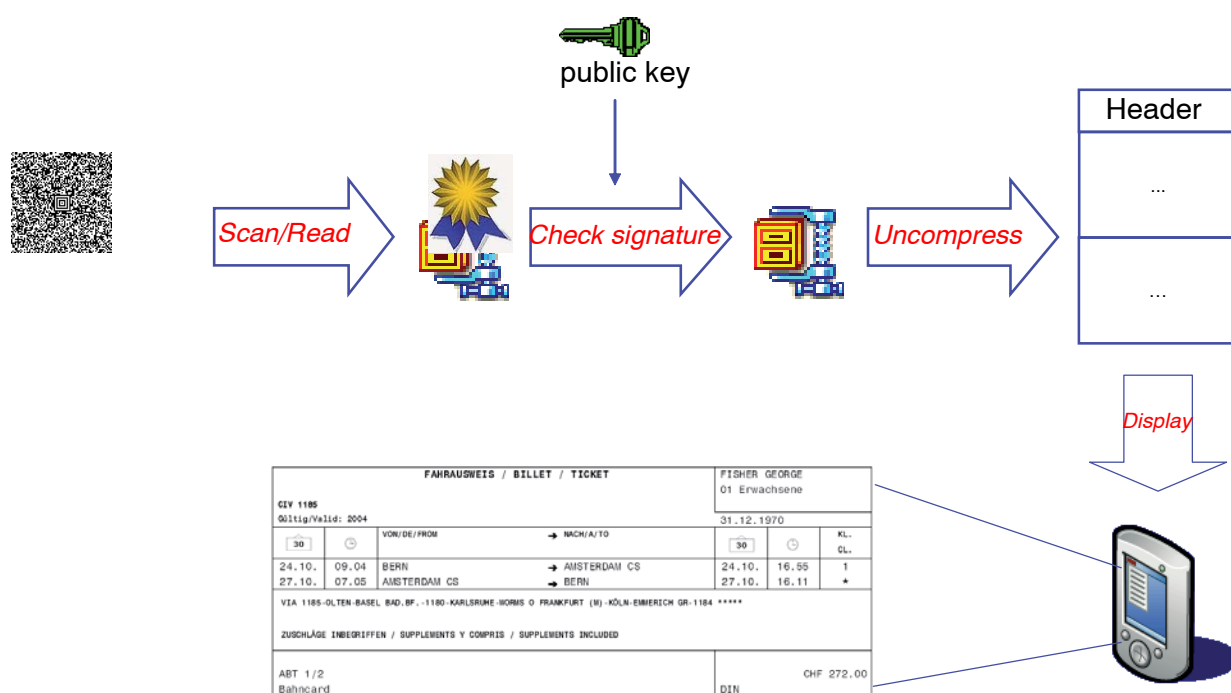 public key
Header
...
...
Scan/Read
Check signature
Uncompress
Display
FAHRAUSWEIS / BILLET / TICKET
FISHER GEORGE
01 Erwachsene
CIV 1185
Gültig/Valid: 2004
31.12.1970
30 VON/DE/FROM → NACH/A/TO 30 KL. CL.
24.10. 09.04 BERN → AMSTERDAM CS 24.10. 16.55 1
27.10. 07.05 AMSTERDAM CS → BERN 27.10. 16.11 *
VIA 1185-OLTEN-BASEL BAD.BF.-1180-KARLSRUHE-WORMS O FRANKFURT (M)-KÖLN-EMMERICH GR-1184 *****
ZUSCHLÄGE INBEGRIFFEN / SUPPLEMENTS Y COMPRIS / SUPPLEMENTS INCLUDED
ABT 1/2 CHF 272.00
Bahncard DIN